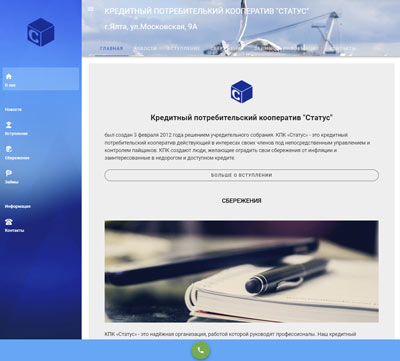 КРЕДИТНЫЙ ПОТРЕБИТЕЛЬКИЙ КООПЕРАТИВ "СТАТУС"
г.Ялта, ул.Московская, 9А
ГЛАВНАЯ НОВОСТИ ВСТУПЛЕНИЕ
О нас
Новости
Вступление
Сбережения
Займы
Информация
Контакты
Кредитный потребительский кооператив "Статус"
был создан 3 февраля 2012 года решением учредительного собрания. КПК «Статус» - это кредитный
потребительский кооператив действующий в интересах своих членов под непосредственным управлением и
контролем пайщиков. КПК создают люди, желающие оградить свои сбережения от инфляции и
заинтересованные в недорогом и доступном кредите.
БОЛЬШЕ О ВСТУПЛЕНИИ
СБЕРЕЖЕНИЯ
КПК «Статус» - это надёжная организация, работой которой руководят профессионалы. Наш кредитный